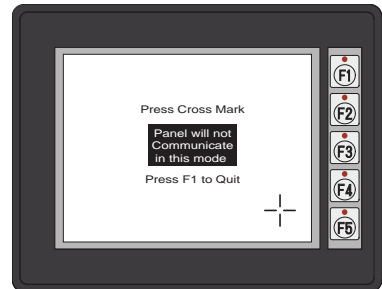 Press Cross Mark
Panel will not
Communicate
in this mode
Press F1 to Quit
F1
F2
F3
F4
F5